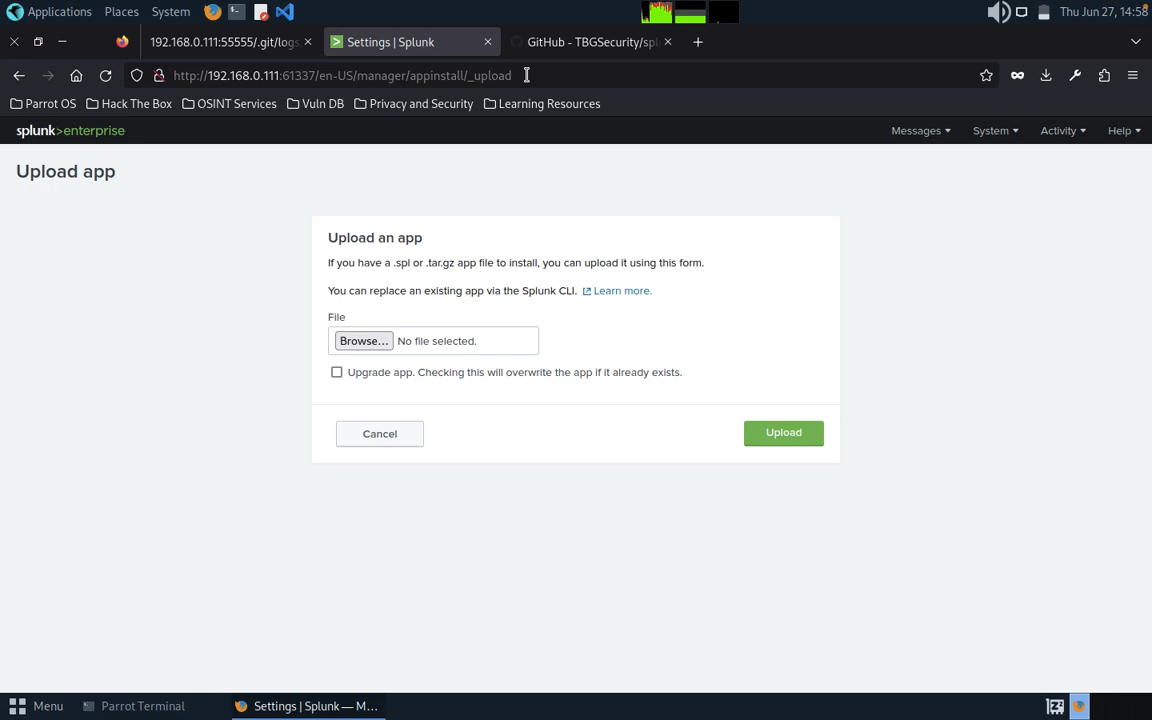 Applications Places System Thu Jun 27, 14:58
192.168.0.111:55555/.git/logs Settings | Splunk GitHub - TBGSecurity/spl
http://192.168.0.111:61337/en-US/manager/appinstall/_upload
Parrot OS Hack The Box OSINT Services Vuln DB Privacy and Security Learning Resources
splunk>enterprise Messages System Activity Help
Upload app
Upload an app
If you have a .spl or .tar.gz app file to install, you can upload it using this form.
You can replace an existing app via the Splunk CLI. Learn more.
File
Browse... No file selected.
Upgrade app. Checking this will overwrite the app if it already exists.
Cancel Upload
Menu Parrot Terminal Settings | Splunk — M...